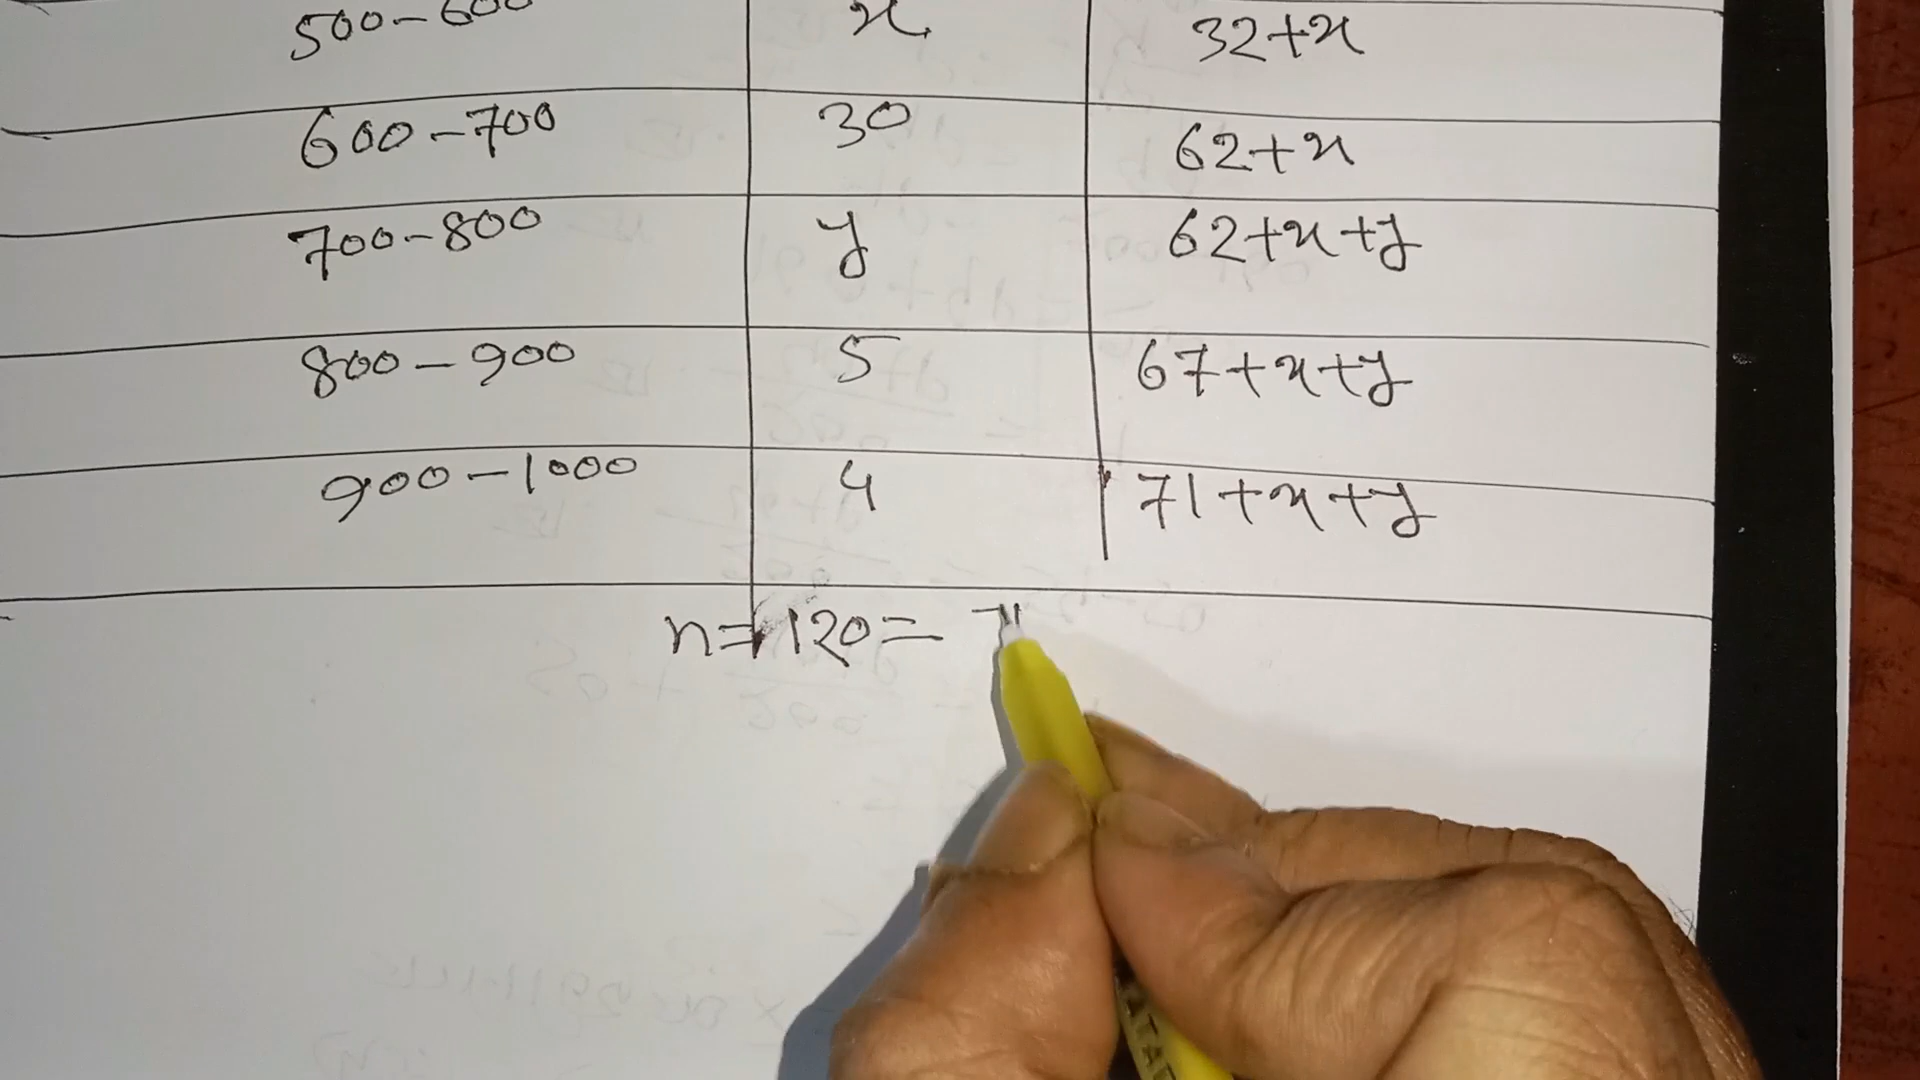 500-600 x 32+x
600-700 30 62+x
700-800 y 62+x+y
800-900 5 67+x+y
900-1000 4 71+x+y
n=120=